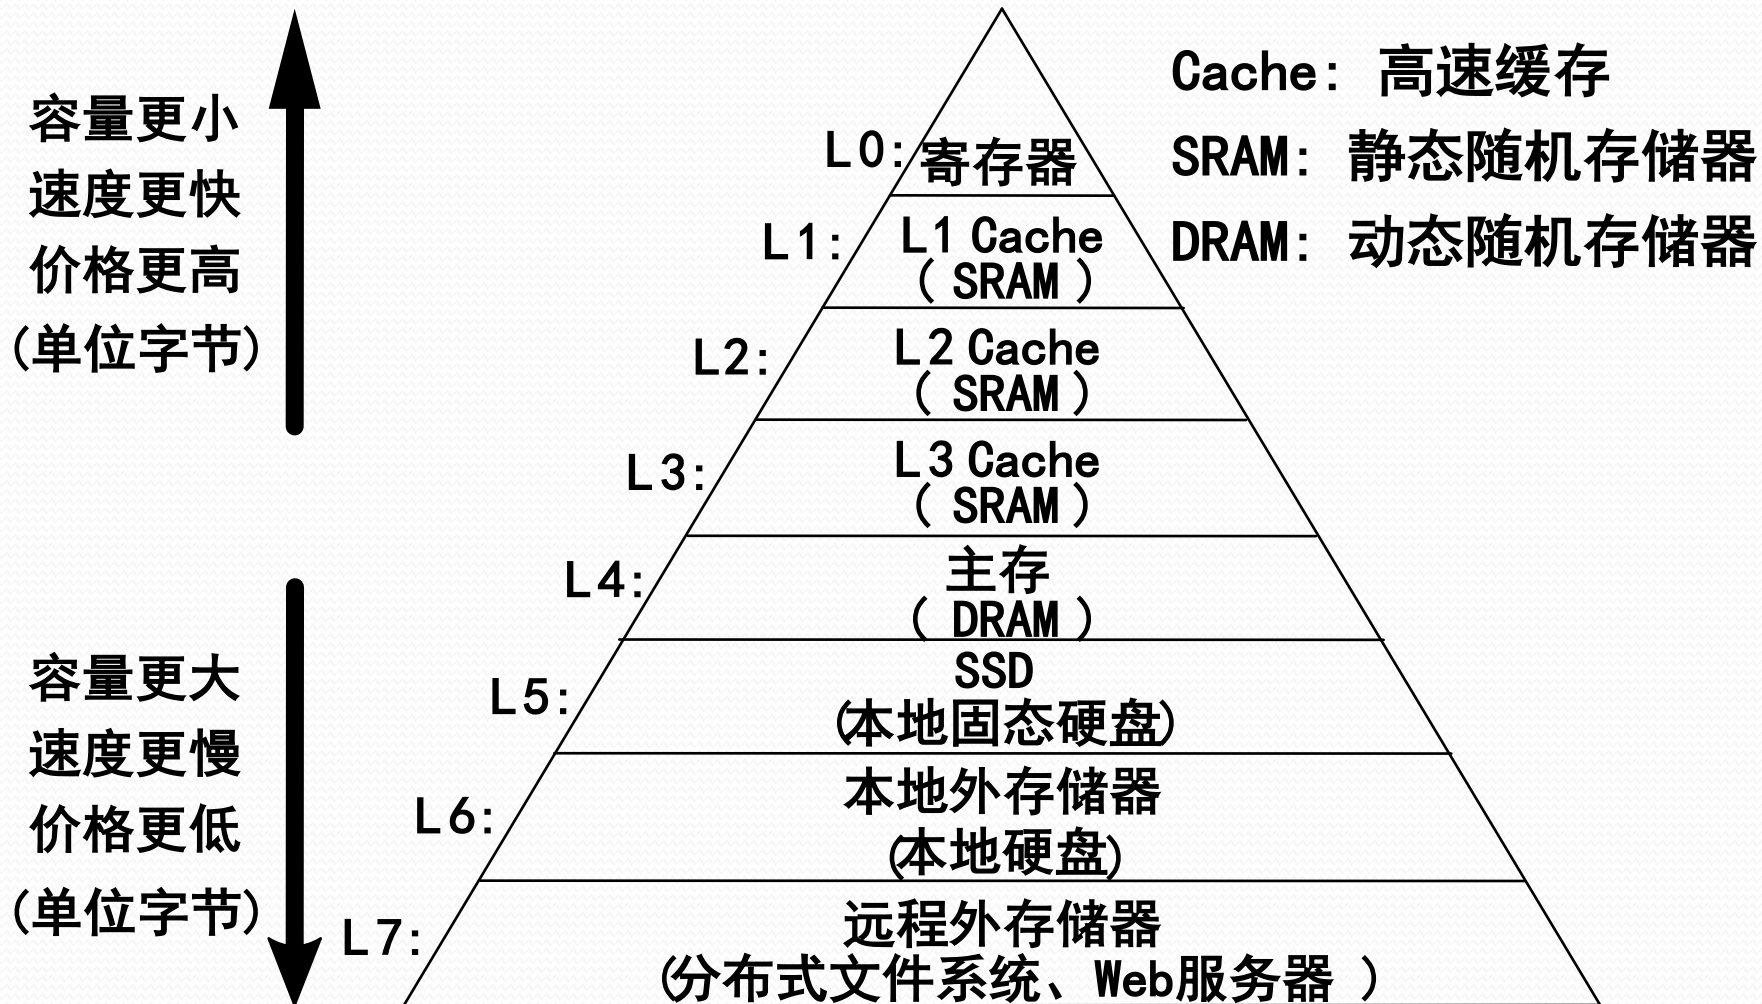 容量更小
速度更快
价格更高
(单位字节)
容量更大
速度更慢
价格更低
(单位字节)
L0: 寄存器
L1: L1 Cache
( SRAM )
L2: L2 Cache
( SRAM )
L3: L3 Cache
( SRAM )
L4: 主存
( DRAM )
L5: SSD
(本地固态硬盘)
L6: 本地外存储器
(本地硬盘)
L7: 远程外存储器
(分布式文件系统、Web服务器 )
Cache: 高速缓存
SRAM: 静态随机存储器
DRAM: 动态随机存储器